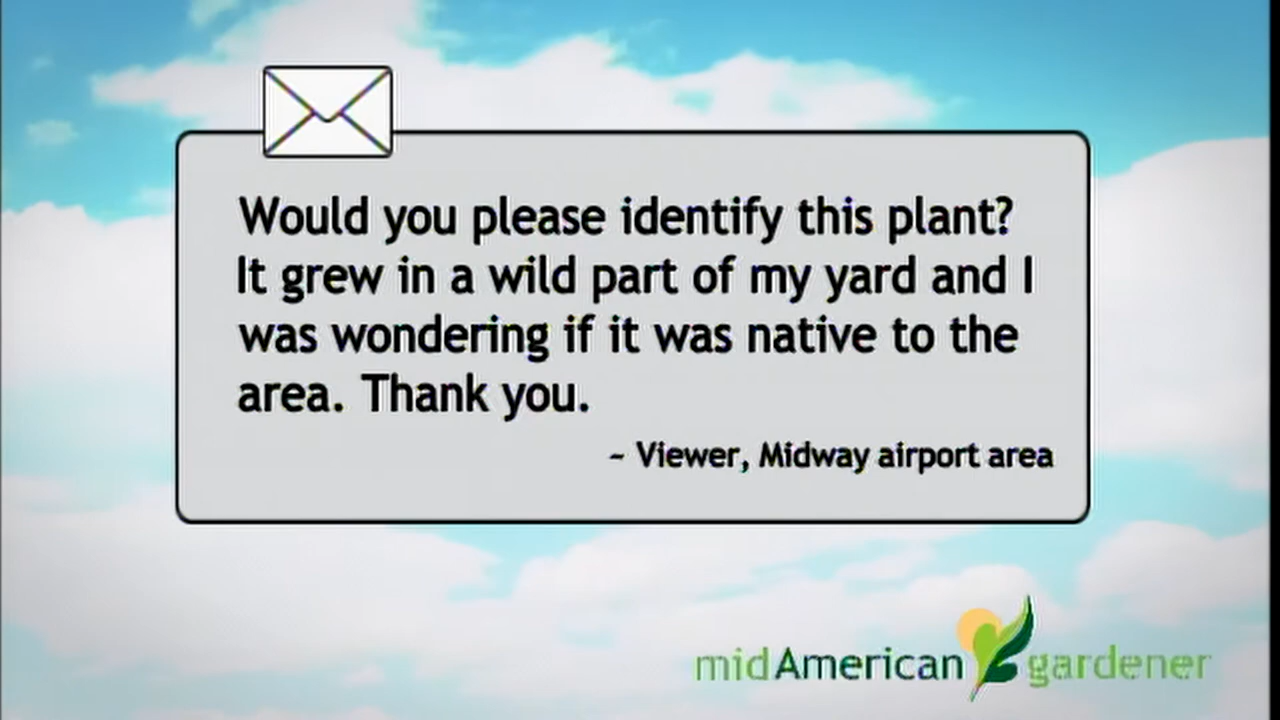 Would you please identify this plant?
It grew in a wild part of my yard and I
was wondering if it was native to the
area. Thank you.
~ Viewer, Midway airport area
midAmerican gardener